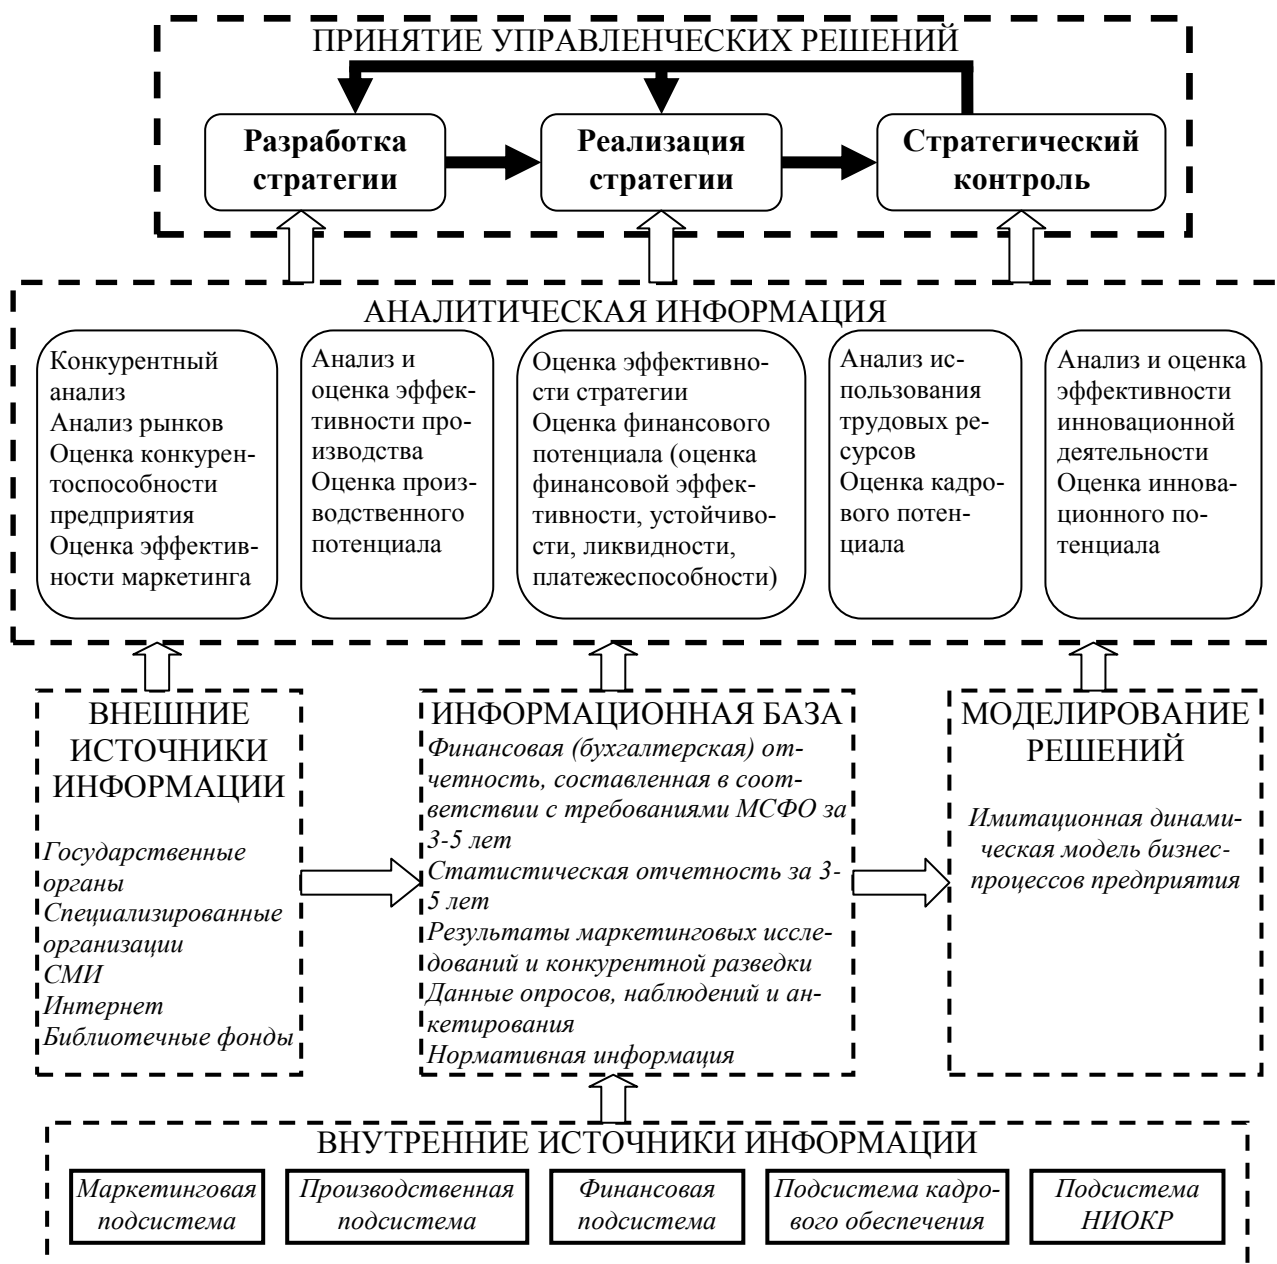 ПРИНЯТИЕ УПРАВЛЕНЧЕСКИХ РЕШЕНИЙ
Разработка
стратегии
Реализация
стратегии
Стратегический
контроль
АНАЛИТИЧЕСКАЯ ИНФОРМАЦИЯ
Конкурентный
анализ
Анализ рынков
Оценка конкурен-
тоспособности
предприятия
Оценка эффектив-
ности маркетинга
Анализ и
оценка эффек-
тивности про-
изводства
Оценка произ-
водственного
потенциала
Оценка эффективно-
сти стратегии
Оценка финансового
потенциала (оценка
финансовой эффек-
тивности, устойчиво-
сти, ликвидности,
платежеспособности)
Анализ ис-
пользования
трудовых ре-
сурсов
Оценка кадро-
вого потен-
циала
Анализ и оценка
эффективности
инновационной
деятельности
Оценка иннова-
ционного по-
тенциала
ВНЕШНИЕ
ИСТОЧНИКИ
ИНФОРМАЦИИ
Государственные
органы
Специализированные
организации
СМИ
Интернет
Библиотечные фонды
ИНФОРМАЦИОННАЯ БАЗА
Финансовая (бухгалтерская) от-
четность, составленная в соот-
ветствии с требованиями МСФО за
3-5 лет
Статистическая отчетность за 3-
5 лет
Результаты маркетинговых иссле-
дований и конкурентной разведки
Данные опросов, наблюдений и ан-
кетирования
Нормативная информация
МОДЕЛИРОВАНИЕ
РЕШЕНИЙ
Имитационная динами-
ческая модель бизнес-
процессов предприятия
ВНУТРЕННИЕ ИСТОЧНИКИ ИНФОРМАЦИИ
Маркетинговая
подсистема
Производственная
подсистема
Финансовая
подсистема
Подсистема кадро-
вого обеспечения
Подсистема
НИОКР